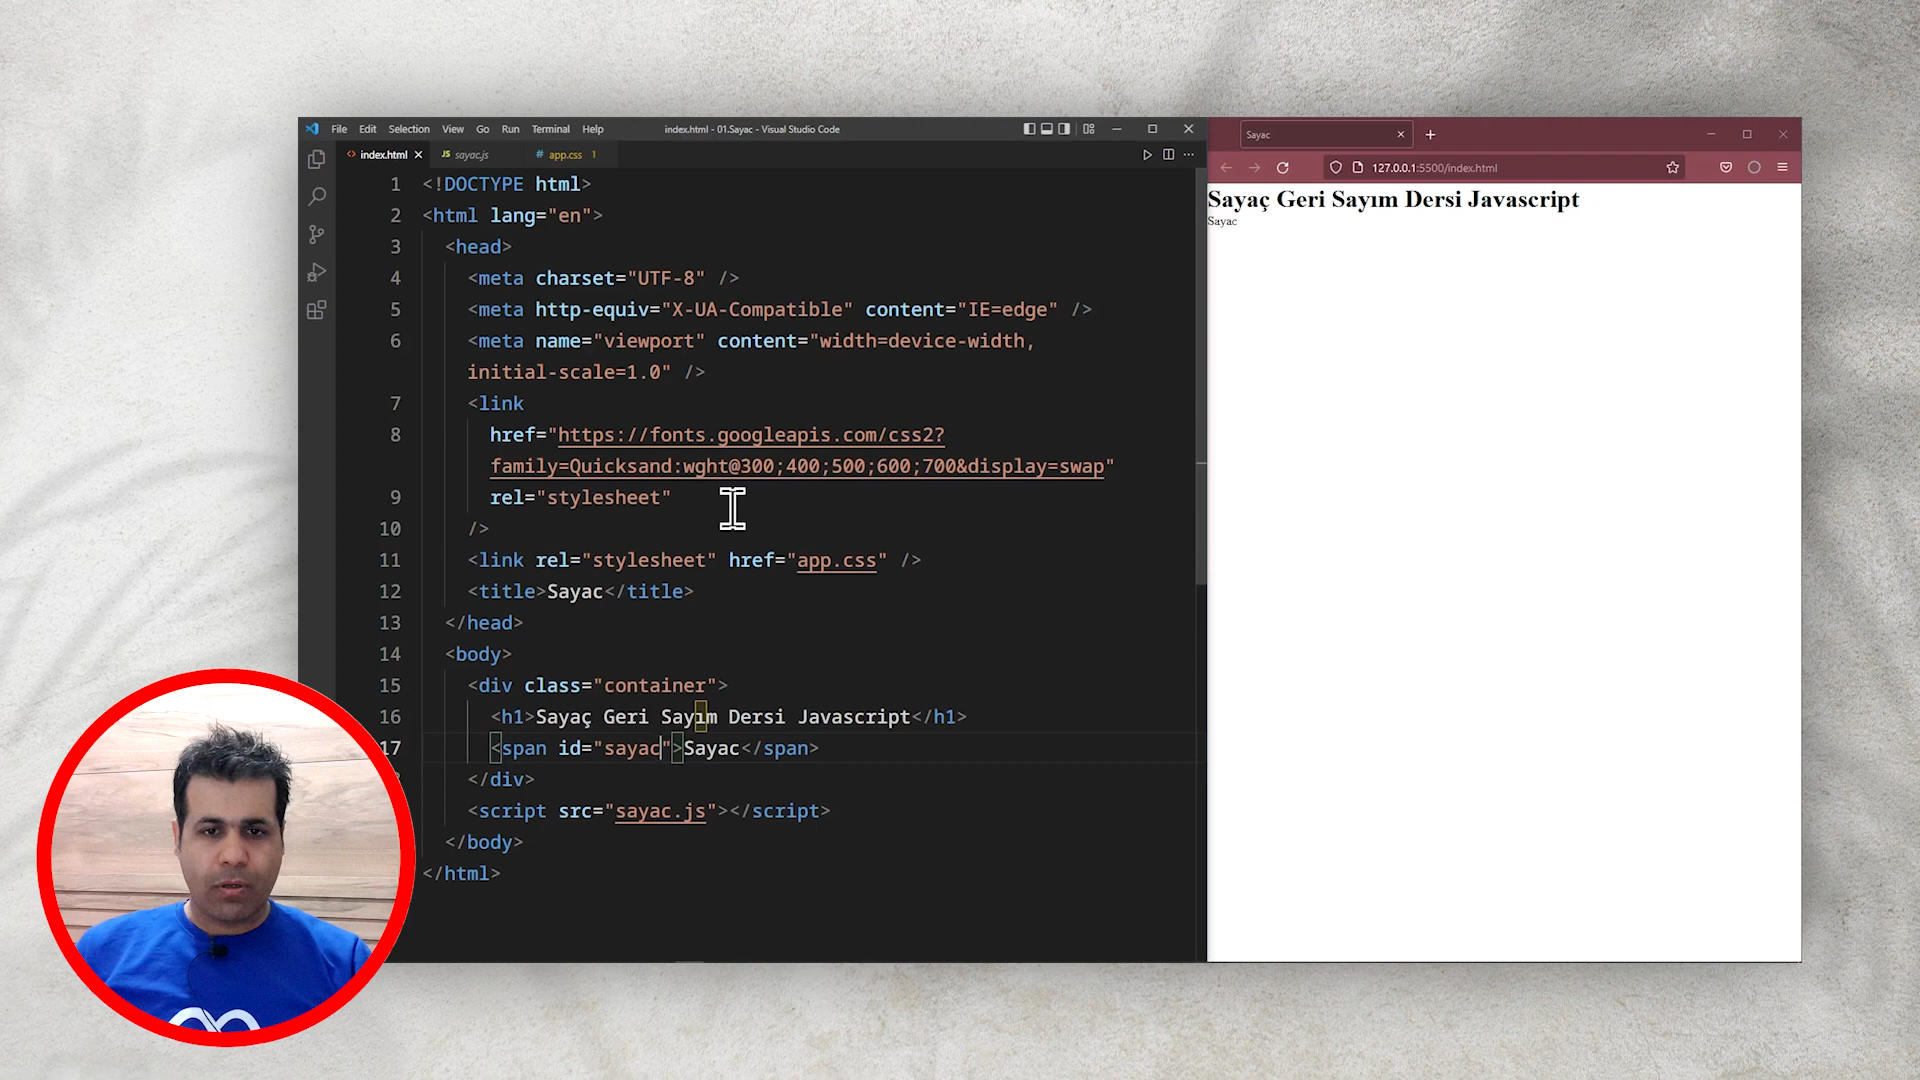 File Edit Selection View Go Run Terminal Help index.html - 01.Sayac - Visual Studio Code
index.html JS sayac.js # app.css 1
1 <!DOCTYPE html>
2 <html lang="en">
3 <head>
4 <meta charset="UTF-8" />
5 <meta http-equiv="X-UA-Compatible" content="IE=edge" />
6 <meta name="viewport" content="width=device-width,
initial-scale=1.0" />
7 <link
8 href="https://fonts.googleapis.com/css2?
family=Quicksand:wght@300;400;500;600;700&display=swap"
9 rel="stylesheet"
10 />
11 <link rel="stylesheet" href="app.css" />
12 <title>Sayac</title>
13 </head>
14 <body>
15 <div class="container">
16 <h1>Sayaç Geri Sayım Dersi Javascript</h1>
17 <span id="sayac">Sayac</span>
</div>
<script src="sayac.js"></script>
</body>
</html>
Sayac
127.0.0.1:5500/index.html
Sayaç Geri Sayım Dersi Javascript
Sayac